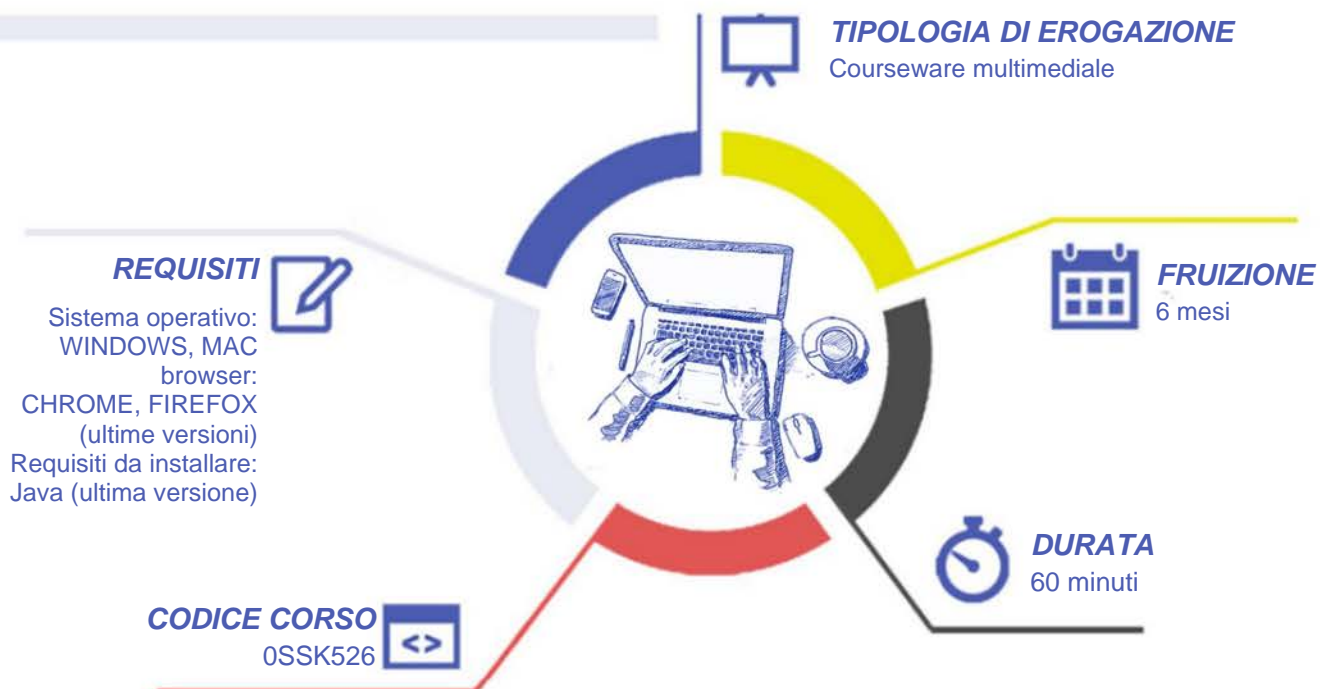 TIPOLOGIA DI EROGAZIONE
Courseware multimediale
REQUISITI
Sistema operativo:
WINDOWS, MAC
browser:
CHROME, FIREFOX
(ultime versioni)
Requisiti da installare:
Java (ultima versione)
FRUIZIONE
6 mesi
DURATA
60 minuti
CODICE CORSO
0SSK526